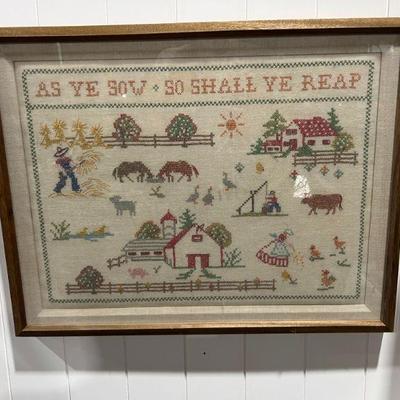 AS YE SOW · SO SHALL YE REAP